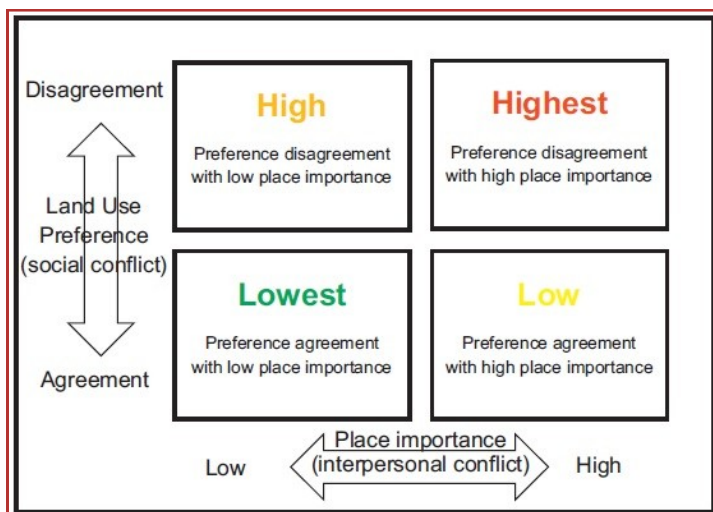 Disagreement
High
Preference disagreement
with low place importance
Highest
Preference disagreement
with high place importance
Land Use
Preference
(social conflict)
Lowest
Preference agreement
with low place importance
Low
Preference agreement
with high place importance
Agreement
Low
Place importance
(interpersonal conflict)
High